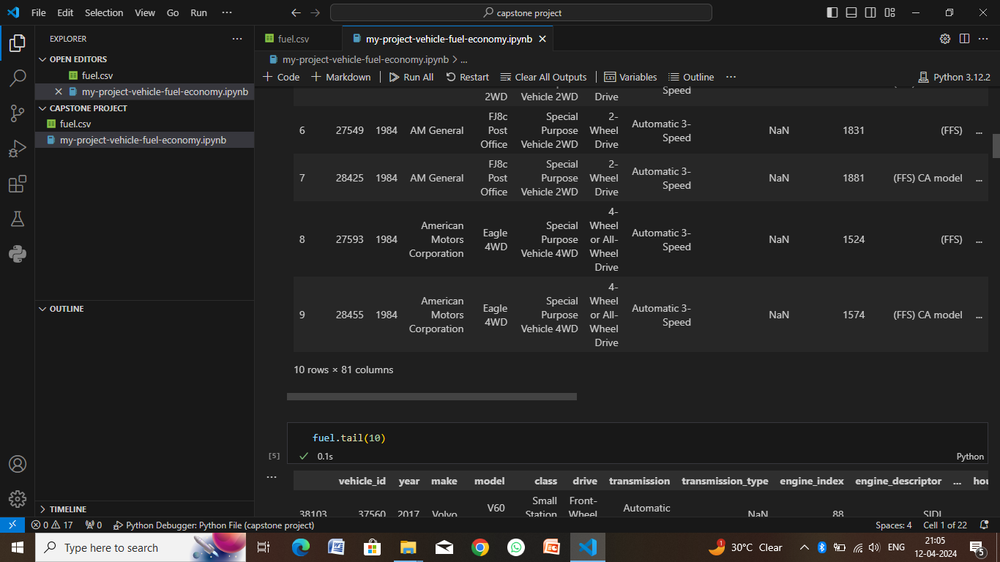 File Edit Selection View Go Run ··· capstone project
EXPLORER ···
OPEN EDITORS
fuel.csv
my-project-vehicle-fuel-economy.ipynb
CAPSTONE PROJECT
fuel.csv
my-project-vehicle-fuel-economy.ipynb
OUTLINE
TIMELINE
fuel.csv my-project-vehicle-fuel-economy.ipynb
my-project-vehicle-fuel-economy.ipynb > ...
+ Code + Markdown Run All Restart Clear All Outputs Variables Outline ··· Python 3.12.2
2WD Vehicle 2WD Drive Speed
FJ8c Special 2-
6 27549 1984 AM General Post Purpose Wheel Automatic 3- NaN 1831 (FFS) ...
Office Vehicle 2WD Drive Speed
FJ8c Special 2-
7 28425 1984 AM General Post Purpose Wheel Automatic 3- NaN 1881 (FFS) CA model ...
Office Vehicle 2WD Drive Speed
4-
American Special Wheel
8 27593 1984 Motors Eagle Purpose or All- Automatic 3- NaN 1524 (FFS) ...
Corporation 4WD Vehicle 4WD Wheel Speed
Drive
4-
American Special Wheel
9 28455 1984 Motors Eagle Purpose or All- Automatic 3- NaN 1574 (FFS) CA model ...
Corporation 4WD Vehicle 4WD Wheel Speed
Drive
10 rows × 81 columns
fuel.tail(10)
[5] 0.1s Python
...
vehicle_id year make model class drive transmission transmission_type engine_index engine_descriptor ... hou
V60 Small Front- Automatic
38103 37560 2017 Volvo Station Wheel NaN 88 SIDI
0 17 0 Python Debugger: Python File (capstone project) Spaces: 4 Cell 1 of 22
Type here to search 1 30°C Clear ENG 21:05
12-04-2024 5